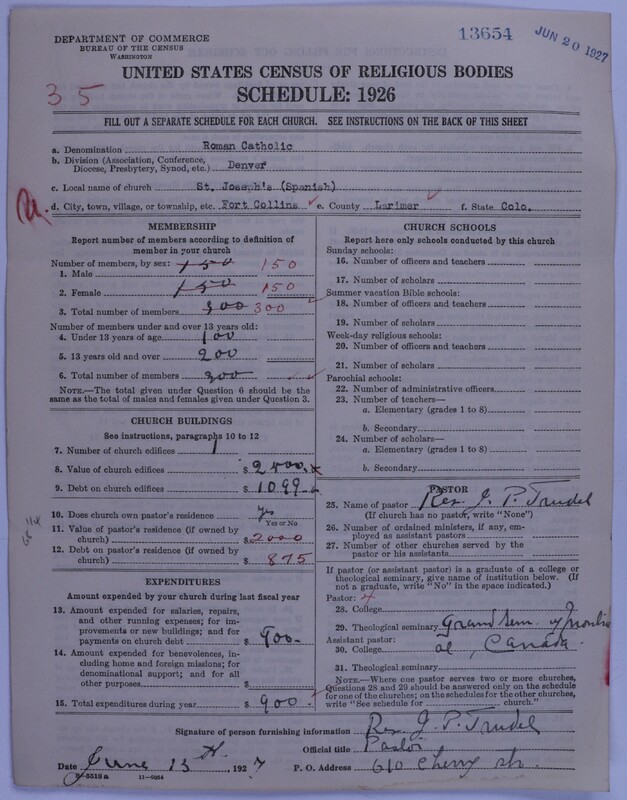 DEPARTMENT OF COMMERCE
BUREAU OF THE CENSUS
WASHINGTON
13654
JUN 20 1927
UNITED STATES CENSUS OF RELIGIOUS BODIES
SCHEDULE: 1926
35
FILL OUT A SEPARATE SCHEDULE FOR EACH CHURCH. SEE INSTRUCTIONS ON THE BACK OF THIS SHEET
a. Denomination Roman Catholic
b. Division (Association, Conference, Diocese, Presbytery, Synod, etc.) Denver
c. Local name of church St. Joseph's (Spanish)
d. City, town, village, or township, etc. Fort Collins e. County Larimer f. State Colo.
MEMBERSHIP
Report number of members according to definition of
member in your church
Number of members, by sex:
1. Male 150 150
2. Female 150 150
3. Total number of members 300 300
Number of members under and over 13 years old:
4. Under 13 years of age 100
5. 13 years old and over 200
6. Total number of members 300
NOTE.—The total given under Question 6 should be
same as the total of males and females given under Question 3.
CHURCH BUILDINGS
See instructions, paragraphs 10 to 12
7. Number of church edifices 1
8. Value of church edifices $ 2500.
9. Debt on church edifices $ 1099
10. Does church own pastor's residence? yes
Yes or No
11. Value of pastor's residence (if owned by
church) $ 2000
12. Debt on pastor's residence (if owned by
church) $ 875
EXPENDITURES
Amount expended by your church during last fiscal year
13. Amount expended for salaries, repairs,
and other running expenses; for im-
provements or new buildings; and for
payments on church debt $ 900-
14. Amount expended for benevolences, in-
cluding home and foreign missions; for
denominational support; and for all
other purposes $
15. Total expenditures during year $ 900.
CHURCH SCHOOLS
Report here only schools conducted by this church
Sunday schools:
16. Number of officers and teachers
17. Number of scholars
Summer vacation Bible schools:
18. Number of officers and teachers
19. Number of scholars
Week-day religious schools:
20. Number of officers and teachers
21. Number of scholars
Parochial schools:
22. Number of administrative officers
23. Number of teachers—
a. Elementary (grades 1 to 8)
b. Secondary
24. Number of scholars—
a. Elementary (grades 1 to 8)
b. Secondary
PASTOR
25. Name of pastor Rev. J. P. Trudel
(If church has no pastor, write "None")
26. Number of ordained ministers, if any, em-
ployed as assistant pastors
27. Number of other churches served by the
pastor or his assistants
If pastor (or assistant pastor) is a graduate of a college or
theological seminary, give name of institution below. (If
not a graduate, write "No" in the space indicated.)
Pastor:
28. College
29. Theological seminary Grand Sem. of Montre
Assistant pastor:
30. College al, Canada.
31. Theological seminary
NOTE.—Where one pastor serves two or more churches,
Questions 28 and 29 should be answered only on the schedule
for one of the churches; on the schedules for the other churches,
write "See schedule for church."
Signature of person furnishing information Rev. J. P. Trudel
Official title Pastor
Date June 13th, 1927 P. O. Address 610 Cherry str.
8-5518a 11-9954